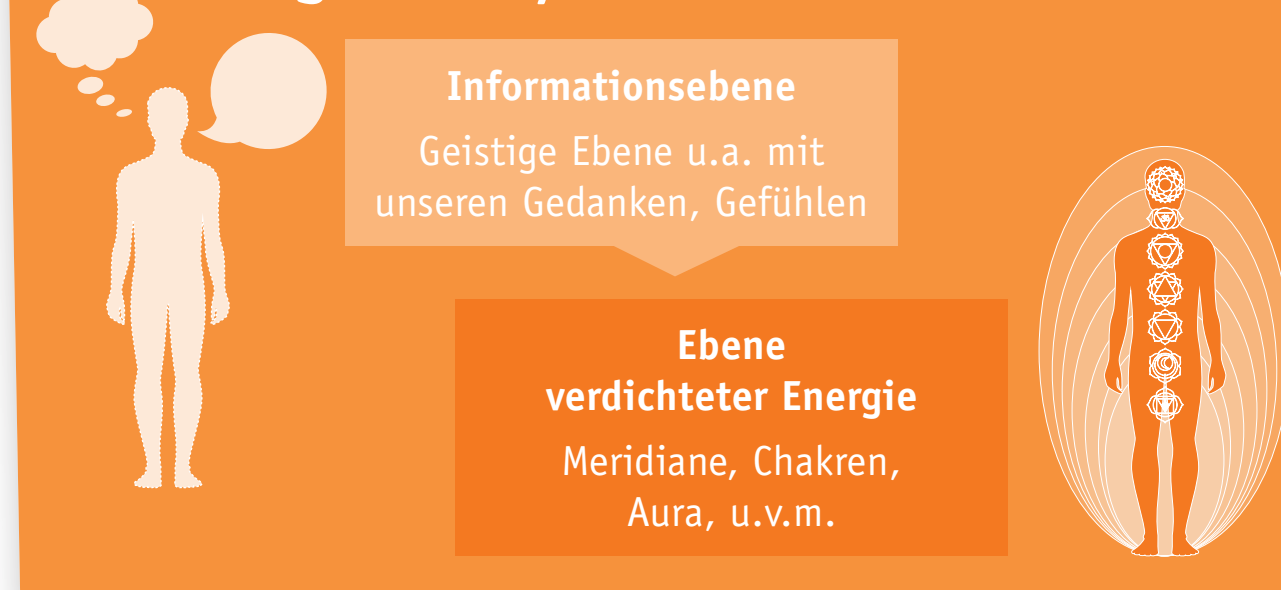 Informationsebene
Geistige Ebene u.a. mit
unseren Gedanken, Gefühlen
Ebene
verdichteter Energie
Meridiane, Chakren,
Aura, u.v.m.